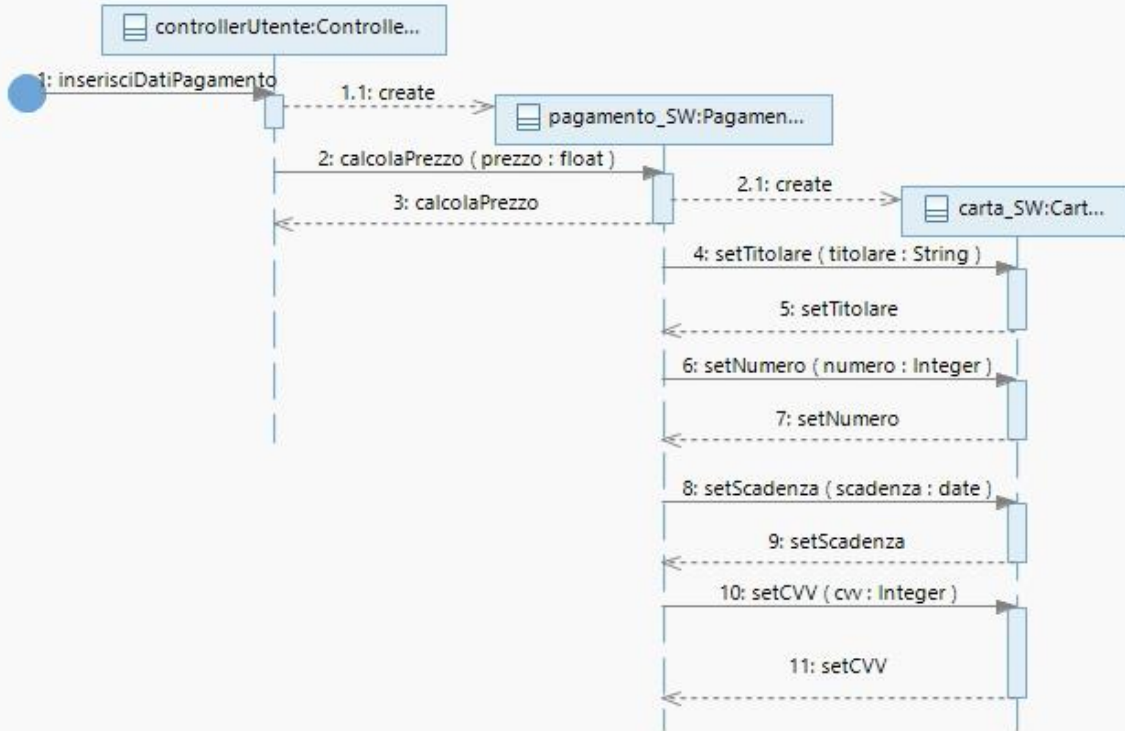 controllerUtente:Controlle...
1: inserisciDatiPagamento
1.1: create
pagamento_SW:Pagamen...
2: calcolaPrezzo ( prezzo : float )
2.1: create
3: calcolaPrezzo
carta_SW:Cart...
4: setTitolare ( titolare : String )
5: setTitolare
6: setNumero ( numero : Integer )
7: setNumero
8: setScadenza ( scadenza : date )
9: setScadenza
10: setCVV ( cvv : Integer )
11: setCVV